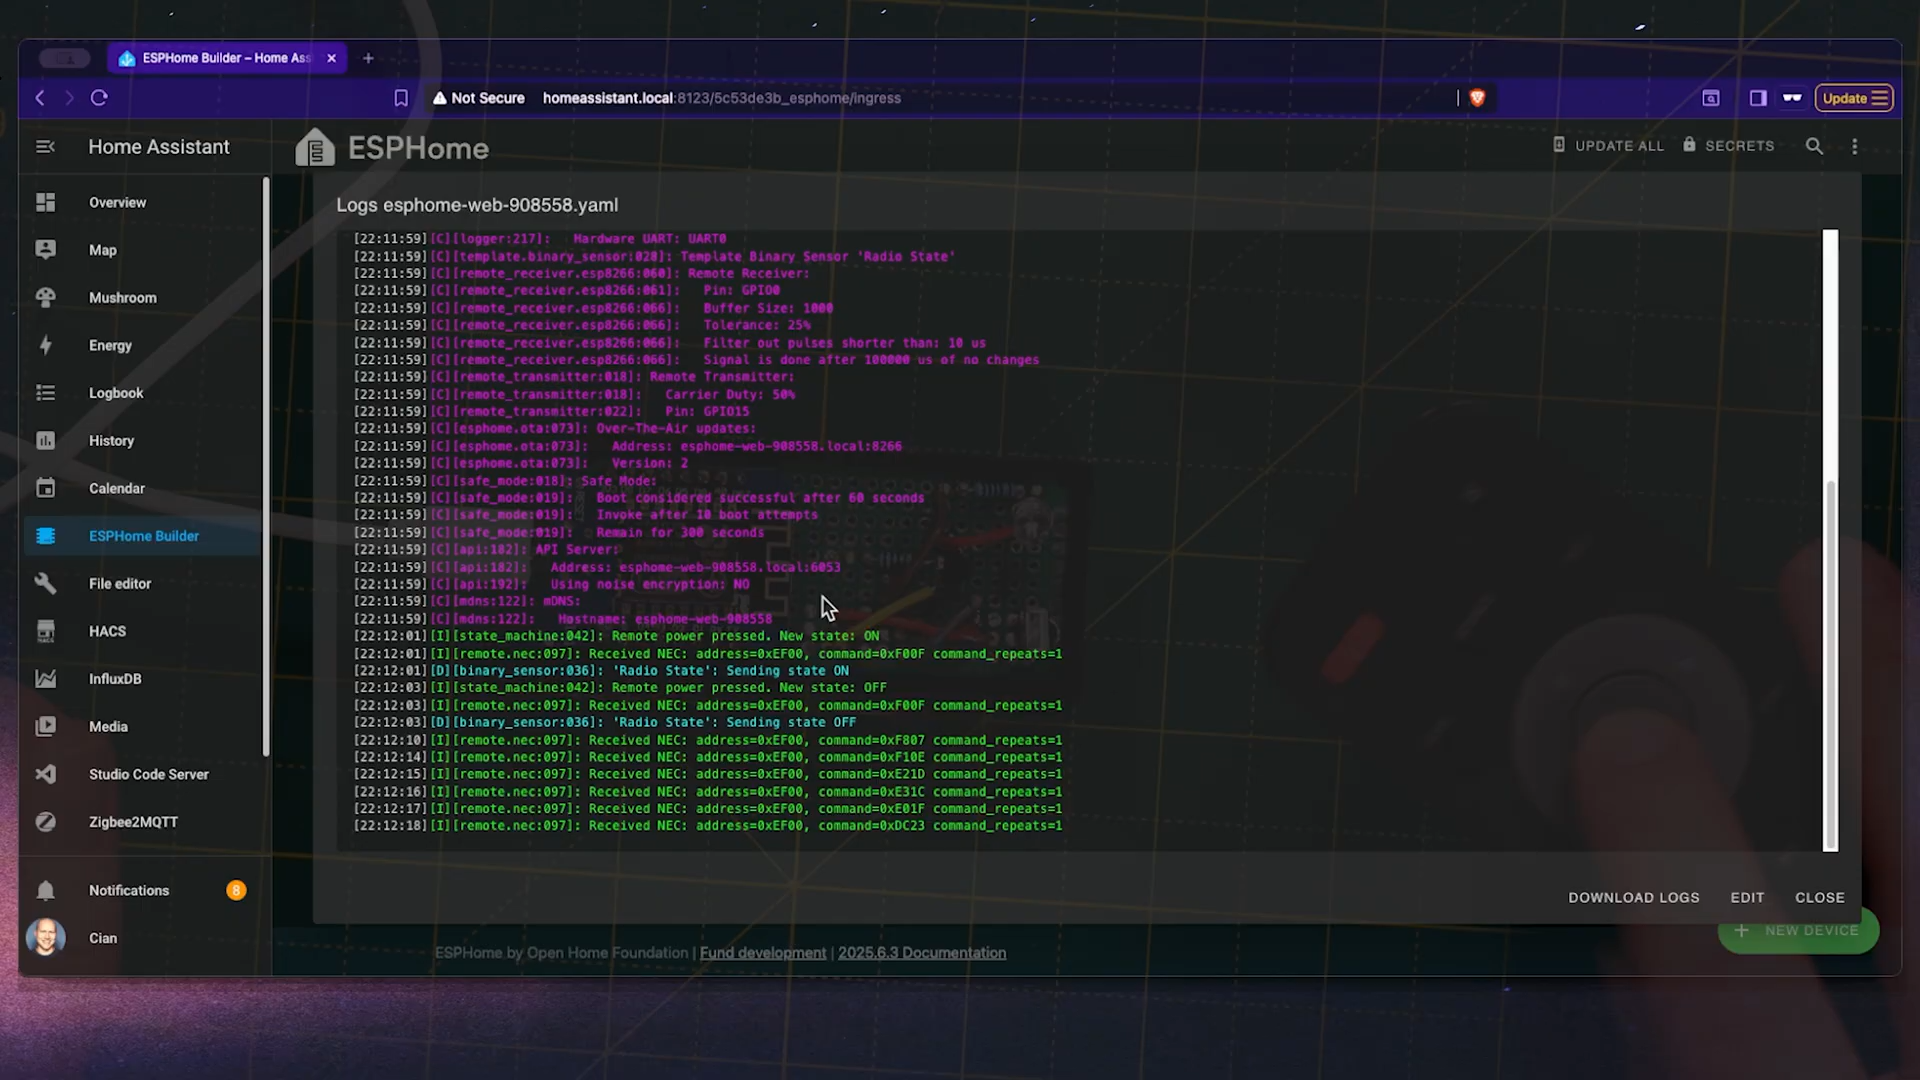 ESPHome Builder – Home Ass
Not Secure homeassistant.local:8123/5c53de3b_esphome/ingress
Update
Home Assistant
ESPHome
UPDATE ALL
SECRETS
Overview
Map
Mushroom
Energy
Logbook
History
Calendar
ESPHome Builder
File editor
HACS
InfluxDB
Media
Studio Code Server
Zigbee2MQTT
Notifications 8
Cian
Logs esphome-web-908558.yaml
[22:11:59][C][logger:217]: Hardware UART: UART0
[22:11:59][C][template.binary_sensor:028]: Template Binary Sensor 'Radio State'
[22:11:59][C][remote_receiver.esp8266:060]: Remote Receiver:
[22:11:59][C][remote_receiver.esp8266:061]: Pin: GPIO0
[22:11:59][C][remote_receiver.esp8266:066]: Buffer Size: 1000
[22:11:59][C][remote_receiver.esp8266:066]: Tolerance: 25%
[22:11:59][C][remote_receiver.esp8266:066]: Filter out pulses shorter than: 10 us
[22:11:59][C][remote_receiver.esp8266:066]: Signal is done after 100000 us of no changes
[22:11:59][C][remote_transmitter:018]: Remote Transmitter:
[22:11:59][C][remote_transmitter:018]: Carrier Duty: 50%
[22:11:59][C][remote_transmitter:022]: Pin: GPIO15
[22:11:59][C][esphome.ota:073]: Over-The-Air updates:
[22:11:59][C][esphome.ota:073]: Address: esphome-web-908558.local:8266
[22:11:59][C][esphome.ota:073]: Version: 2
[22:11:59][C][safe_mode:018]: Safe Mode:
[22:11:59][C][safe_mode:019]: Boot considered successful after 60 seconds
[22:11:59][C][safe_mode:019]: Invoke after 10 boot attempts
[22:11:59][C][safe_mode:019]: Remain for 300 seconds
[22:11:59][C][api:182]: API Server:
[22:11:59][C][api:182]: Address: esphome-web-908558.local:6053
[22:11:59][C][api:192]: Using noise encryption: NO
[22:11:59][C][mdns:122]: mDNS:
[22:11:59][C][mdns:122]: Hostname: esphome-web-908558
[22:12:01][I][state_machine:042]: Remote power pressed. New state: ON
[22:12:01][I][remote.nec:097]: Received NEC: address=0xEF00, command=0xF00F command_repeats=1
[22:12:01][D][binary_sensor:036]: 'Radio State': Sending state ON
[22:12:03][I][state_machine:042]: Remote power pressed. New state: OFF
[22:12:03][I][remote.nec:097]: Received NEC: address=0xEF00, command=0xF00F command_repeats=1
[22:12:03][D][binary_sensor:036]: 'Radio State': Sending state OFF
[22:12:10][I][remote.nec:097]: Received NEC: address=0xEF00, command=0xF807 command_repeats=1
[22:12:14][I][remote.nec:097]: Received NEC: address=0xEF00, command=0xF10E command_repeats=1
[22:12:15][I][remote.nec:097]: Received NEC: address=0xEF00, command=0xE21D command_repeats=1
[22:12:16][I][remote.nec:097]: Received NEC: address=0xEF00, command=0xE31C command_repeats=1
[22:12:17][I][remote.nec:097]: Received NEC: address=0xEF00, command=0xE01F command_repeats=1
[22:12:18][I][remote.nec:097]: Received NEC: address=0xEF00, command=0xDC23 command_repeats=1
DOWNLOAD LOGS
EDIT
CLOSE
NEW DEVICE
ESPHome by Open Home Foundation | Fund development | 2025.6.3 Documentation